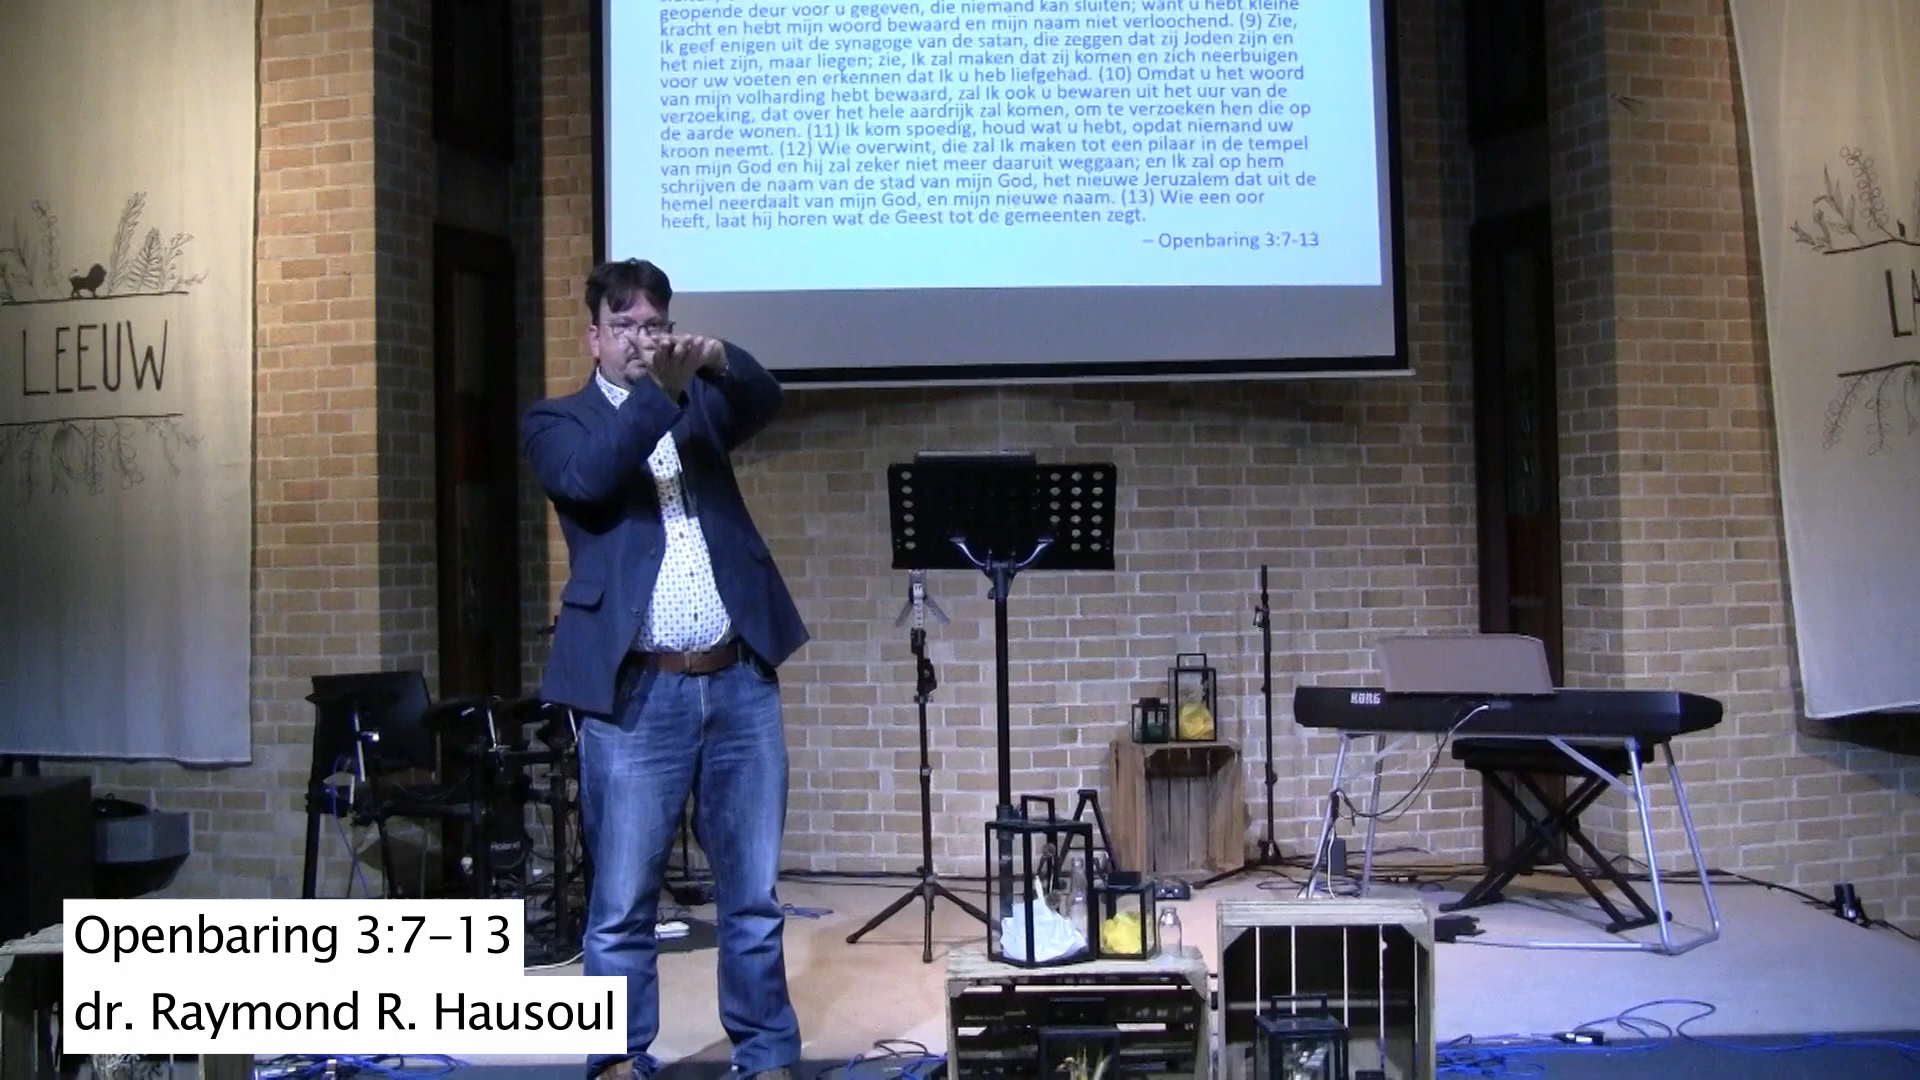 geopende deur voor u gegeven, die niemand kan sluiten; want u hebt kleine
kracht en hebt mijn woord bewaard en mijn naam niet verloochend. (9) Zie,
Ik geef enigen uit de synagoge van de satan, die zeggen dat zij Joden zijn en
het niet zijn, maar liegen; zie, Ik zal maken dat zij komen en zich neerbuigen
voor uw voeten en erkennen dat Ik u heb liefgehad. (10) Omdat u het woord
van mijn volharding hebt bewaard, zal Ik ook u bewaren uit het uur van de
verzoeking, dat over het hele aardrijk zal komen, om te verzoeken hen die op
de aarde wonen. (11) Ik kom spoedig, houd wat u hebt, opdat niemand uw
kroon neemt. (12) Wie overwint, die zal Ik maken tot een pilaar in de tempel
van mijn God en hij zal zeker niet meer daaruit weggaan; en Ik zal op hem
schrijven de naam van de stad van mijn God, het nieuwe Jeruzalem dat uit de
hemel neerdaalt van mijn God, en mijn nieuwe naam. (13) Wie een oor
heeft, laat hij horen wat de Geest tot de gemeenten zegt.
– Openbaring 3:7-13
LEEUW
LA
KORG
Roland
Openbaring 3:7–13
dr. Raymond R. Hausoul